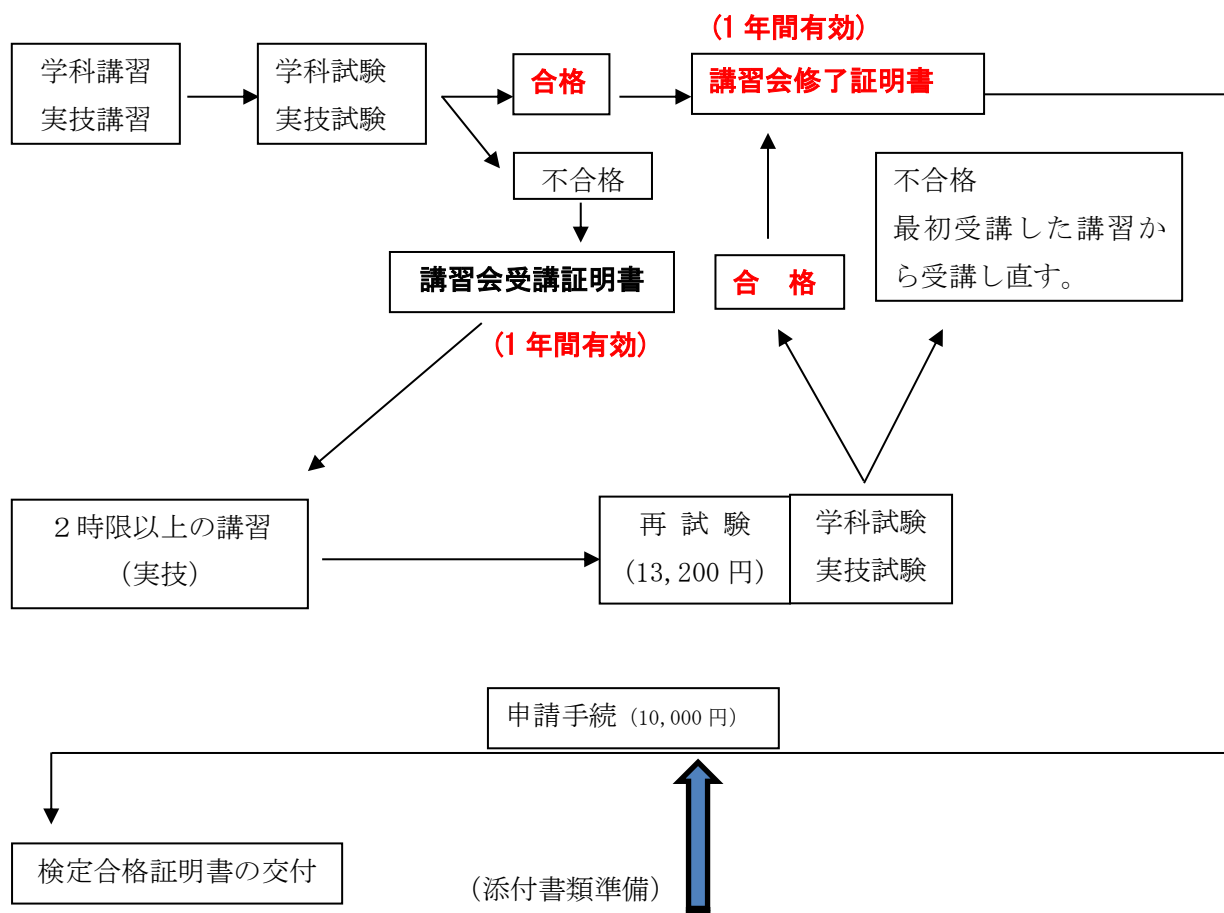 (1 年間有効)
学科講習
実技講習
学科試験
実技試験
合格
講習会修了証明書
不合格
不合格
最初受講した講習か
ら受講し直す。
講習会受講証明書
合　格
(1 年間有効)
２時限以上の講習
（実技）
再 試 験
(13,200 円)
学科試験
実技試験
申請手続（10,000 円）
検定合格証明書の交付
（添付書類準備）